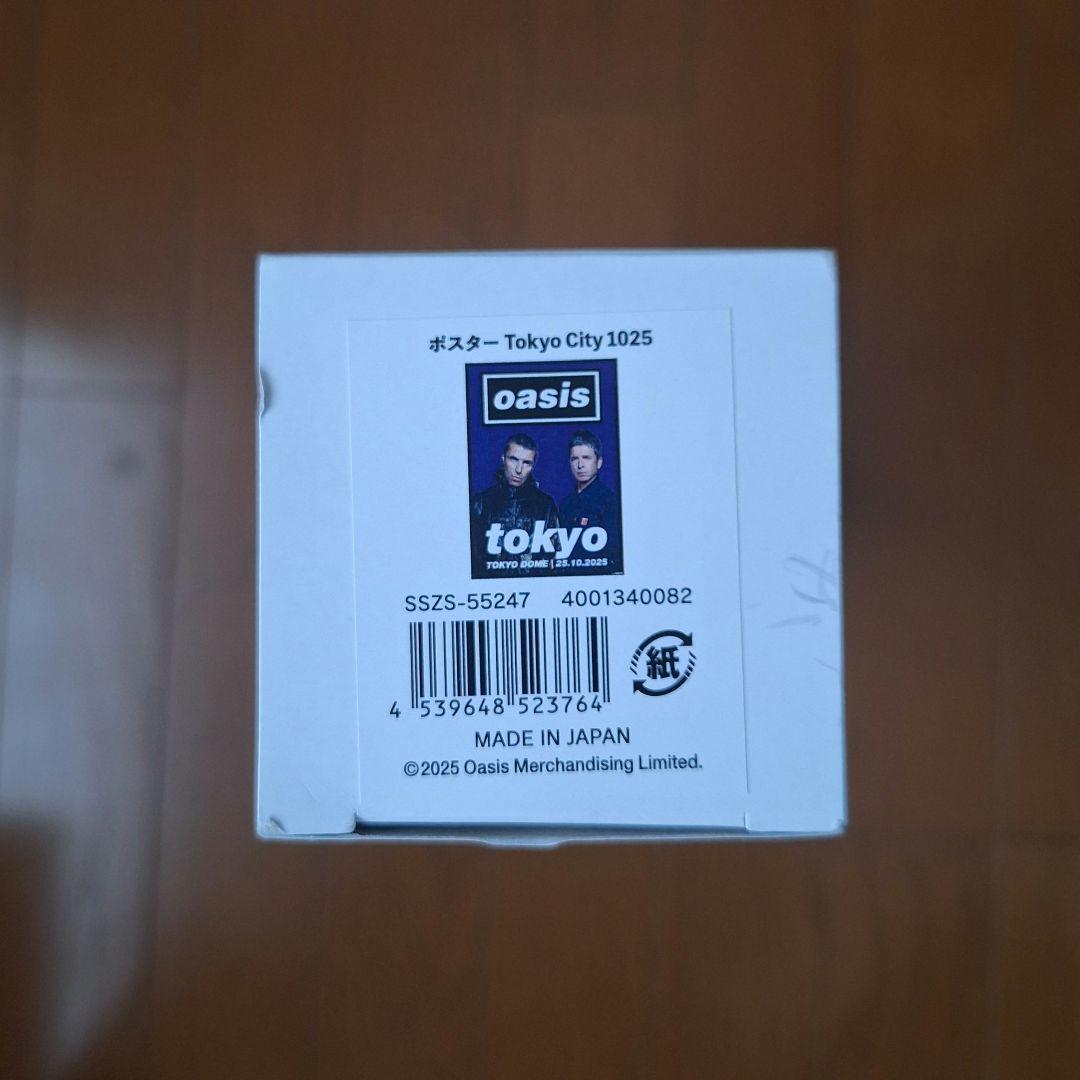 ポスター Tokyo City 1025
oasis
tokyo
TOKYO DOME | 25.10.2025
SSZS-55247 4001340082
4 539648 523764
紙
MADE IN JAPAN
©2025 Oasis Merchandising Limited.